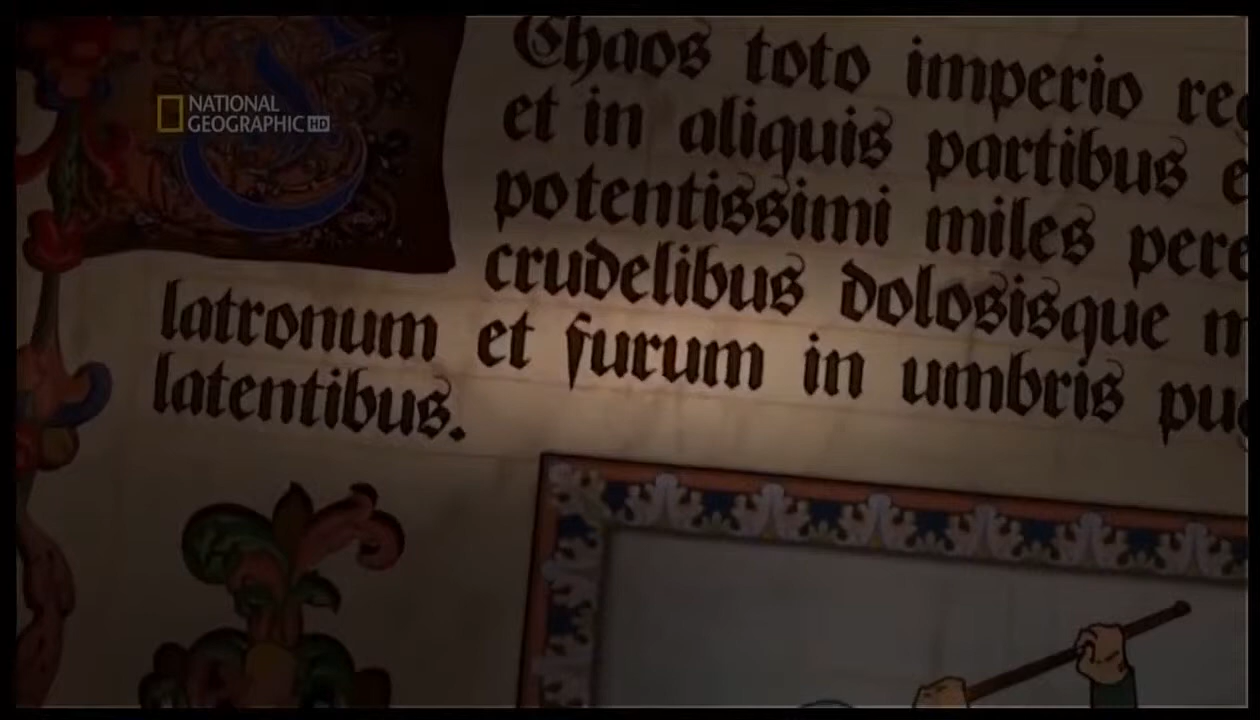 NATIONAL
GEOGRAPHIC HD
Chaos toto imperio
et in aliquis partibus
potentissimi miles
crudelibus dolosisque
latronum et furum in umbris
latentibus.